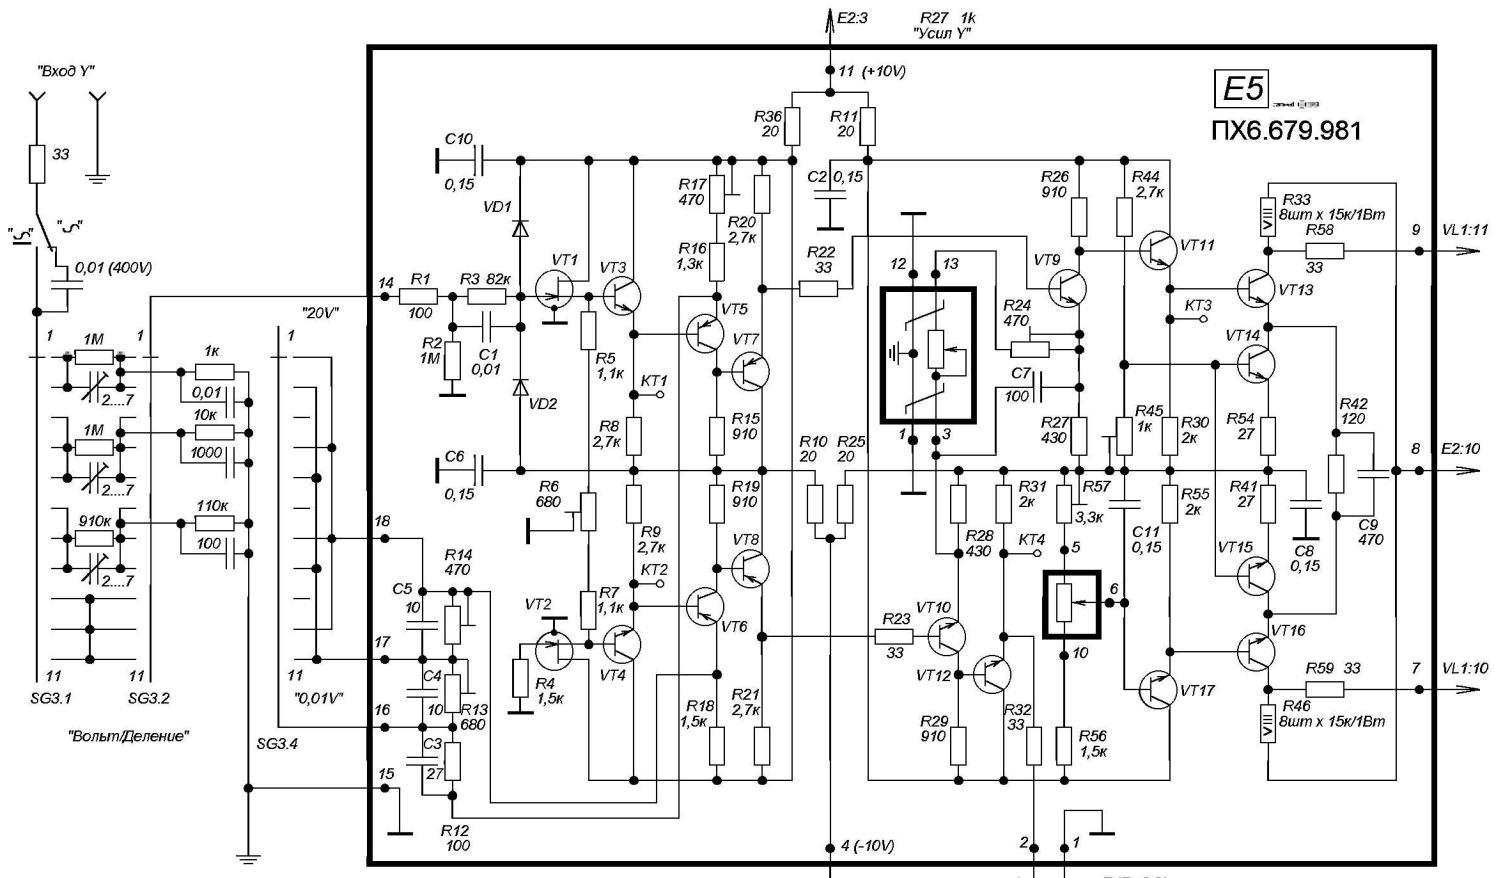 E2:3
R27 1k
"Усил Y"
"Вход Y"
11 (+10V)
E5
ПХ6.679.981
33
C10
0,15
R36
20
R11
20
R17
470
R20
2,7к
C2
0,15
R26
910
R44
2,7к
R33
8шт x 15к/1Вт
R58
33
9
VL1:11
"ʃ"
0,01 (400V)
14
R1
100
R3 82к
VD1
VT1
VT3
R16
1,3к
R22
33
12
13
VT9
VT11
VT13
КТ3
"20V"
1
1М
1
1к
1
2....7
0,01
R2
1М
C1
0,01
R5
1,1к
VD2
VT5
VT7
R24
470
C7
100
VT14
КТ1
10к
1М
1000
2....7
R8
2,7к
R15
910
R10
20
R25
20
1
3
R27
430
R45
1к
R30
2к
R54
27
R42
120
8
E2:10
C6
0,15
R6
680
R9
2,7к
R19
910
R28
430
R31
2к
R57
3,3к
C11
0,15
R55
2к
R41
27
C8
0,15
C9
470
910к
110к
100
2....7
18
R14
470
C5
10
КТ2
VT8
КТ4
5
6
VT15
R7
1,1к
VT2
VT6
R23
33
VT10
VT16
17
R4
1,5к
VT4
VT12
10
VT17
R59 33
7
VL1:10
11
11
11
SG3.1
SG3.2
"0,01V"
C4
10
R13
680
R18
1,5к
R21
2,7к
R29
910
R32
33
R56
1,5к
R46
8шт x 15к/1Вт
"Вольт/Деление"
SG3.4
16
C3
27
15
R12
100
4 (-10V)
2
1